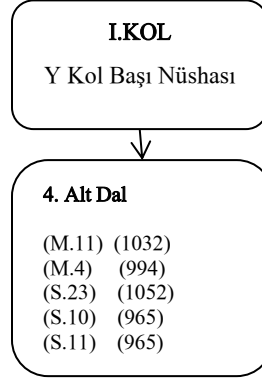 I.KOL
Y Kol Başı Nüshası
4. Alt Dal
(M.11) (1032)
(M.4) (994)
(S.23) (1052)
(S.10) (965)
(S.11) (965)